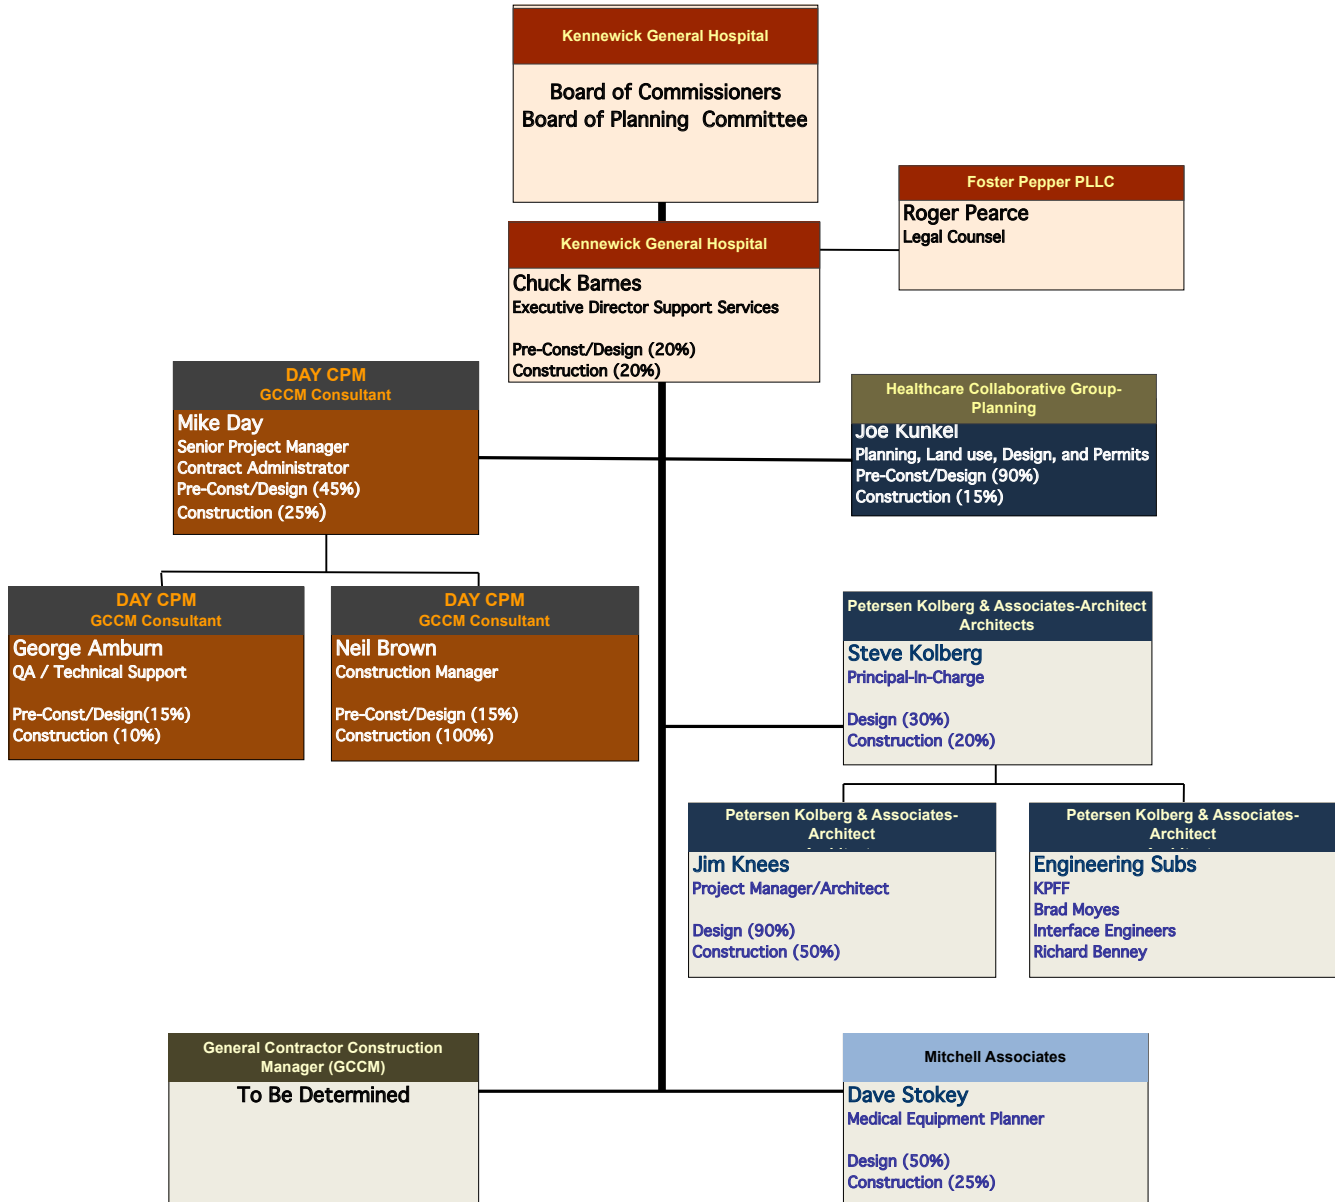 Kennewick General Hospital
Board of Commissioners
Board of Planning Committee
Foster Pepper PLLC
Roger Pearce
Legal Counsel
Kennewick General Hospital
Chuck Barnes
Executive Director Support Services
Pre-Const/Design (20%)
Construction (20%)
DAY CPM
GCCM Consultant
Mike Day
Senior Project Manager
Contract Administrator
Pre-Const/Design (45%)
Construction (25%)
Healthcare Collaborative Group-
Planning
Joe Kunkel
Planning, Land use, Design, and Permits
Pre-Const/Design (90%)
Construction (15%)
DAY CPM
GCCM Consultant
George Amburn
QA / Technical Support
Pre-Const/Design(15%)
Construction (10%)
DAY CPM
GCCM Consultant
Neil Brown
Construction Manager
Pre-Const/Design (15%)
Construction (100%)
Petersen Kolberg & Associates-Architect
Architects
Steve Kolberg
Principal-In-Charge
Design (30%)
Construction (20%)
Petersen Kolberg & Associates-
Architect
Jim Knees
Project Manager/Architect
Design (90%)
Construction (50%)
Petersen Kolberg & Associates-
Architect
Engineering Subs
KPFF
Brad Moyes
Interface Engineers
Richard Benney
General Contractor Construction
Manager (GCCM)
To Be Determined
Mitchell Associates
Dave Stokey
Medical Equipment Planner
Design (50%)
Construction (25%)